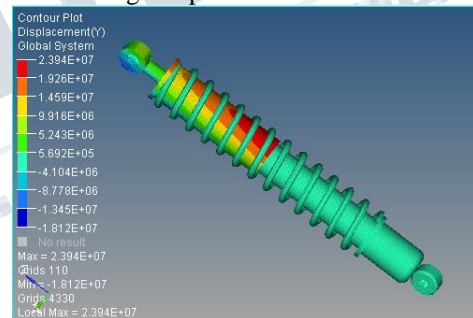 Contour Plot
Displacement(Y)
Global System
2.394E+07
1.926E+07
1.459E+07
9.916E+06
5.243E+06
5.692E+05
-4.104E+06
-8.778E+06
-1.345E+07
-1.812E+07
No result
Max = 2.394E+07
Grids 110
Min = -1.812E+07
Grids 4330
Local Max = 2.394E+07